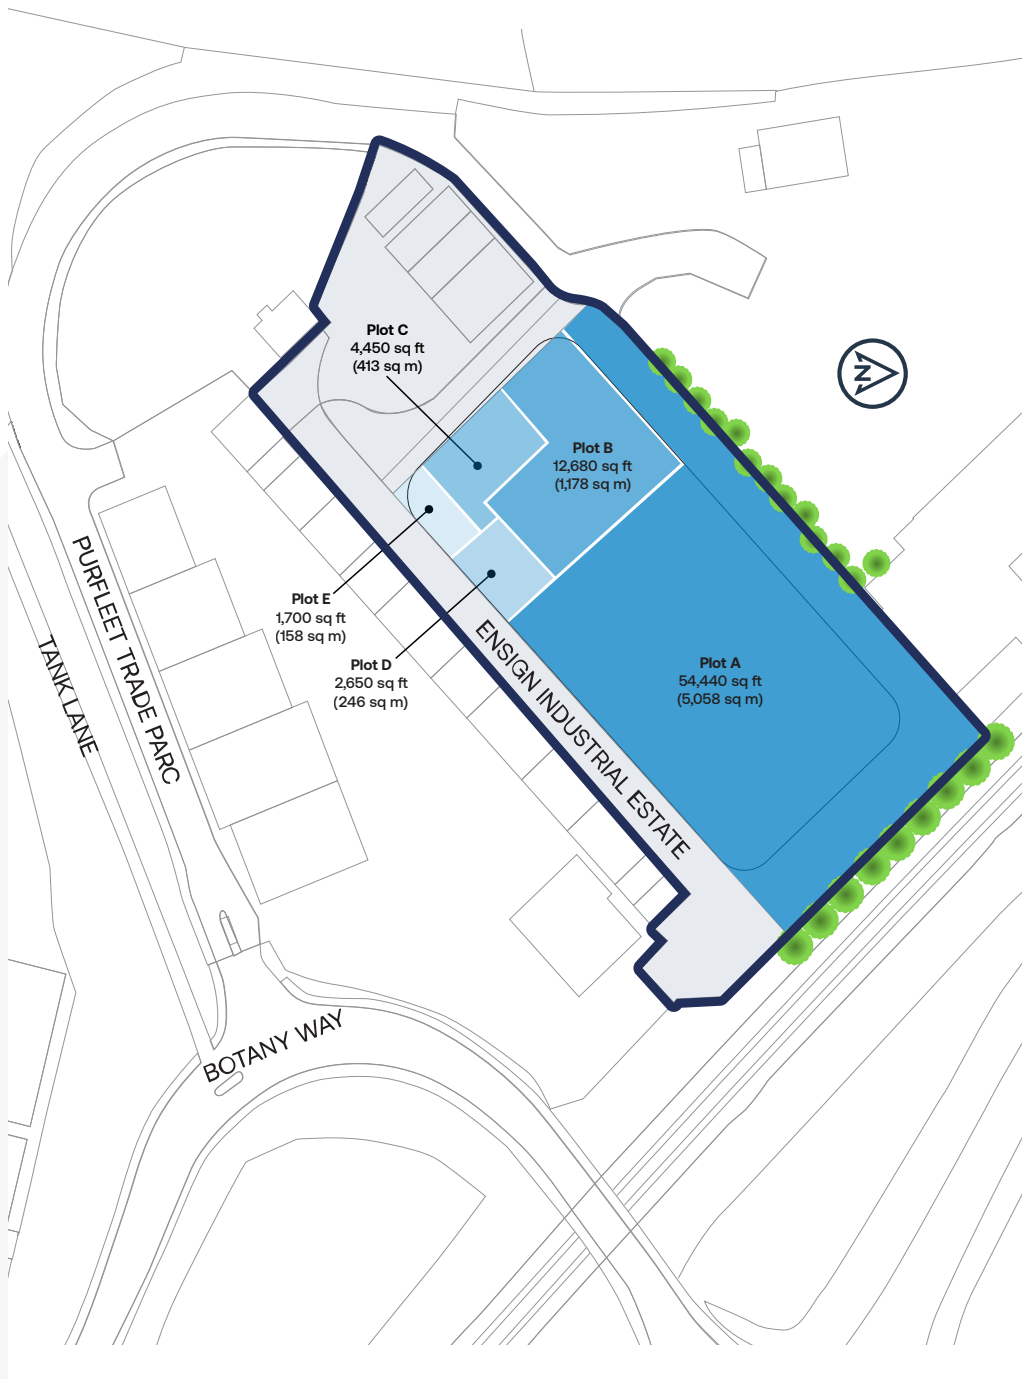 Plot C
4,450 sq ft
(413 sq m)
Plot B
12,680 sq ft
(1,178 sq m)
N
Plot E
1,700 sq ft
(158 sq m)
Plot D
2,650 sq ft
(246 sq m)
Plot A
54,440 sq ft
(5,058 sq m)
ENSIGN INDUSTRIAL ESTATE
PURFLEET TRADE PARC
TANK LANE
BOTANY WAY